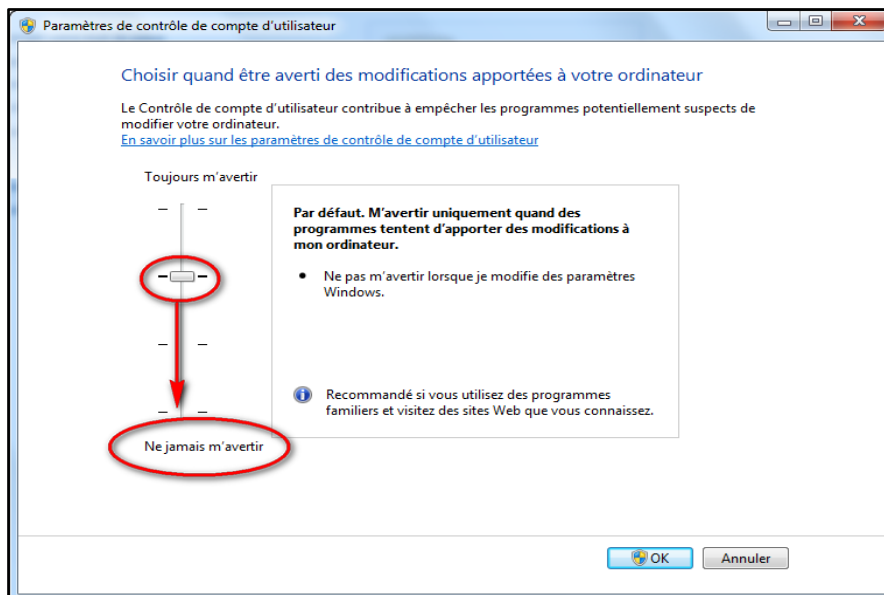 Paramètres de contrôle de compte d'utilisateur
Choisir quand être averti des modifications apportées à votre ordinateur
Le Contrôle de compte d'utilisateur contribue à empêcher les programmes potentiellement suspects de
modifier votre ordinateur.
En savoir plus sur les paramètres de contrôle de compte d'utilisateur
Toujours m'avertir
Par défaut. M'avertir uniquement quand des
programmes tentent d'apporter des modifications à
mon ordinateur.
• Ne pas m'avertir lorsque je modifie des paramètres
Windows.
Recommandé si vous utilisez des programmes
familiers et visitez des sites Web que vous connaissez.
Ne jamais m'avertir
OK
Annuler